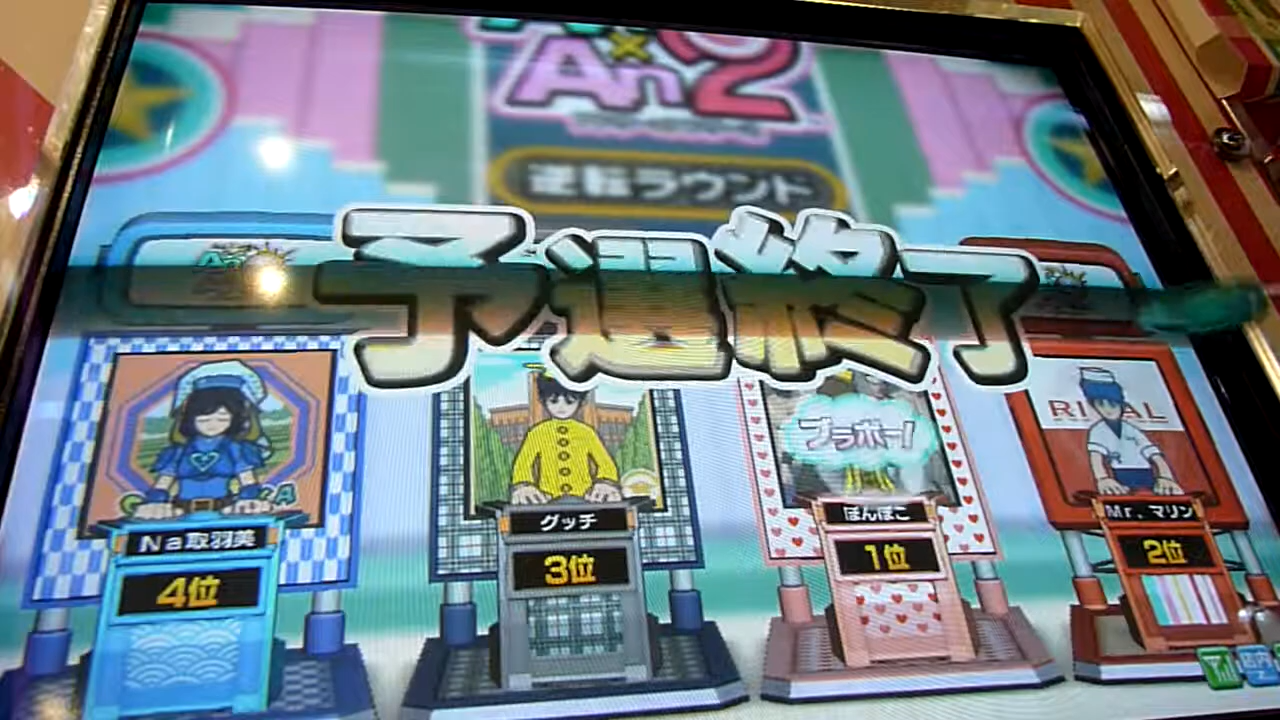 An×2
逆転ラウンド
予選終了
ブラボー!
RIVAL
Na取羽美
グッチ
ぽんぽこ
Mr. マリン
4位
3位
1位
2位